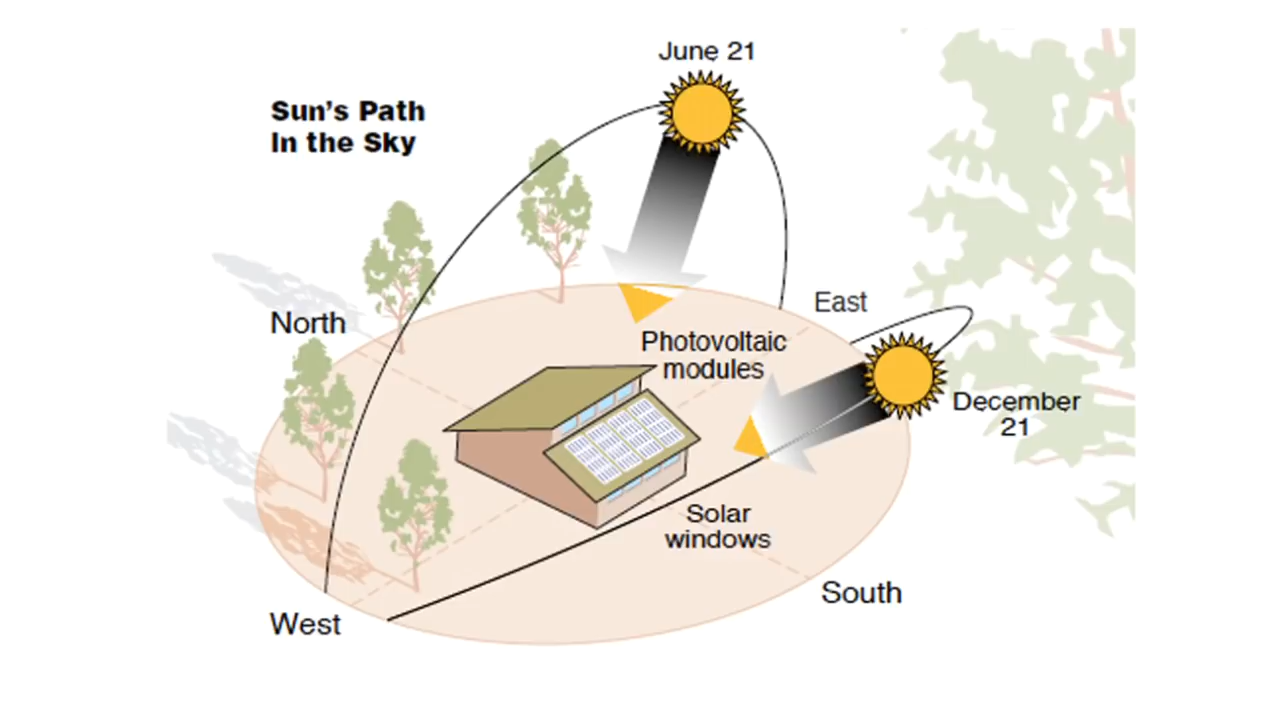 June 21
Sun's Path
In the Sky
East
North
Photovoltaic
modules
December
21
Solar
windows
South
West